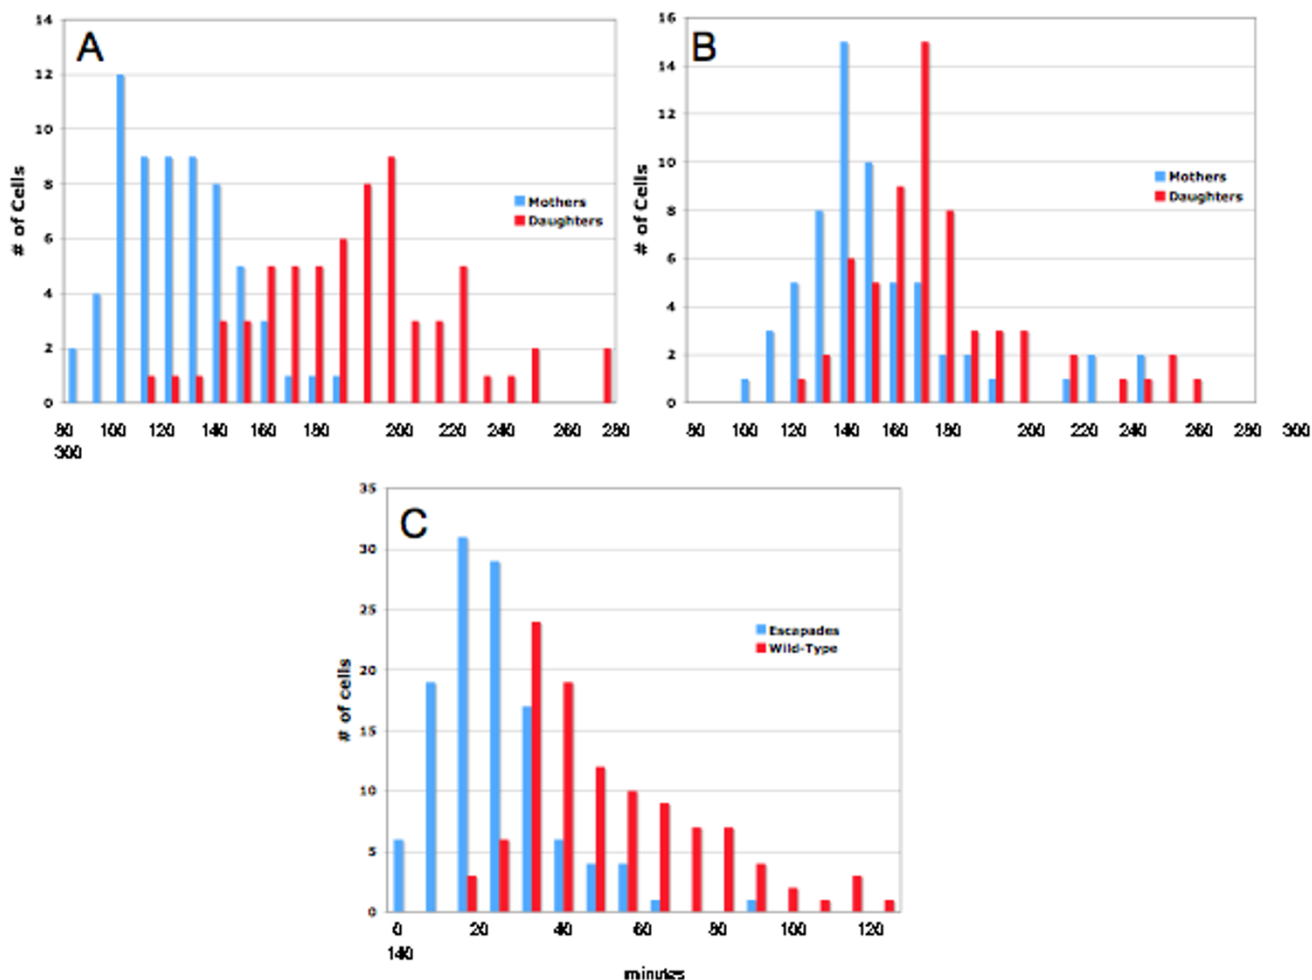 A
14
12
10
8
6
4
2
0
# of Cells
Mothers
Daughters
80 100 120 140 160 180 200 220 240 260 280
300
B
16
14
12
10
8
6
4
2
0
# of Cells
Mothers
Daughters
80 100 120 140 160 180 200 220 240 260 280 300
C
35
30
25
20
15
10
5
0
# of cells
Escapades
Wild-Type
0 20 40 60 80 100 120
140
minutes